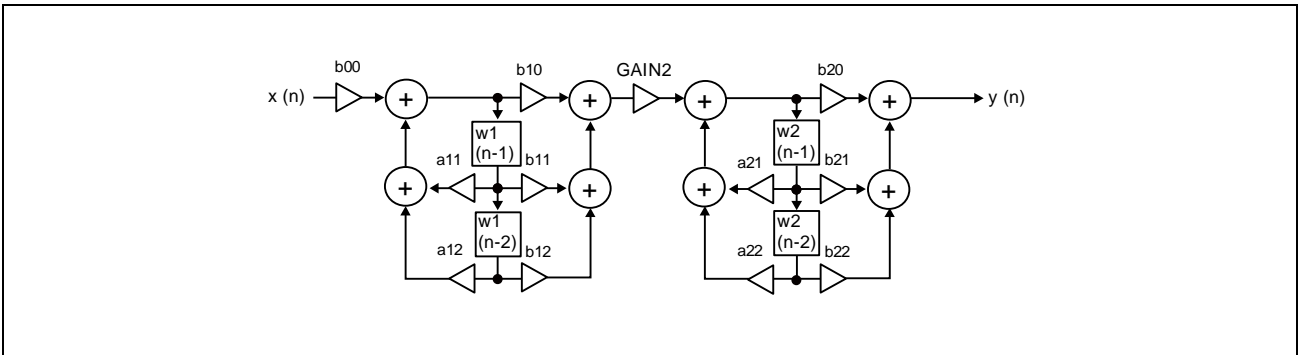 b00
b10
GAIN2
b20
x (n)
y (n)
w1
(n-1)
w2
(n-1)
a11
b11
a21
b21
w1
(n-2)
w2
(n-2)
a12
b12
a22
b22
+
+
+
+
+
+
+
+